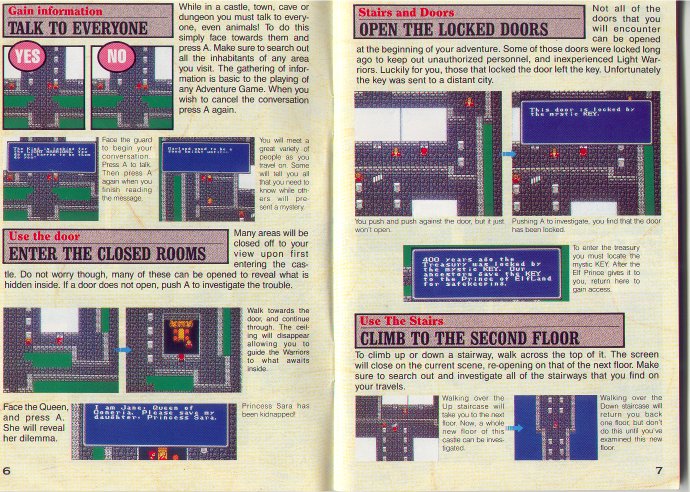 Gain information
TALK TO EVERYONE
YES
NO
While in a castle, town, cave or
dungeon you must talk to every-
one, even animals! To do this
simply face towards them and
press A. Make sure to search out
all the inhabitants of any area
you visit. The gathering of infor-
mation is basic to the playing of
any Adventure Game. When you
wish to cancel the conversation
press A again.
Face the guard
to begin your
conversation.
Press A to talk.
Then press A
again when you
finish reading
the message.
You will meet a
great variety of
people as you
travel on. Some
will tell you all
that you need to
know while oth-
ers will pre-
sent a mystery.
Use the door
ENTER THE CLOSED ROOMS
Many areas will be
closed off to your
view upon first
entering the cas-
tle. Do not worry though, many of these can be opened to reveal what is
hidden inside. If a door does not open, push A to investigate the trouble.
Walk towards the
door, and continue
through. The ceil-
ing will disappear
allowing you to
guide the Warriors
to what awaits
inside.
Face the Queen,
and press A.
She will reveal
her dilemma.
I am Jane, Queen of
Coneria. Please save my
daughter, Princess Sara.
Princess Sara has
been kidnapped!
6
Stairs and Doors
OPEN THE LOCKED DOORS
Not all of the
doors that you
will encounter
can be opened
at the beginning of your adventure. Some of those doors were locked long
ago to keep out unauthorized personnel, and inexperienced Light War-
riors. Luckily for you, those that locked the door left the key. Unfortunately
the key was sent to a distant city.
This door is locked by
the mystic KEY.
You push and push against the door, but it just
won't open.
Pushing A to investigate, you find that the door
has been locked.
400 years ago the
Treasury was locked by
the mystic KEY. Our
ancestors gave the KEY
to the Prince of ElfLand
for safekeeping.
To enter the treasury
you must locate the
mystic KEY. After the
Elf Prince gives it to
you, return here to
gain access.
Use The Stairs
CLIMB TO THE SECOND FLOOR
To climb up or down a stairway, walk across the top of it. The screen
will close on the current scene, re-opening on that of the next floor. Make
sure to search out and investigate all of the stairways that you find on
your travels.
Walking over the
Up staircase will
take you to the next
floor. Now, a whole
new floor of this
castle can be inves-
tigated.
Walking over the
Down staircase will
return you back
one floor, but don't
do this until you've
examined this new
floor.
7